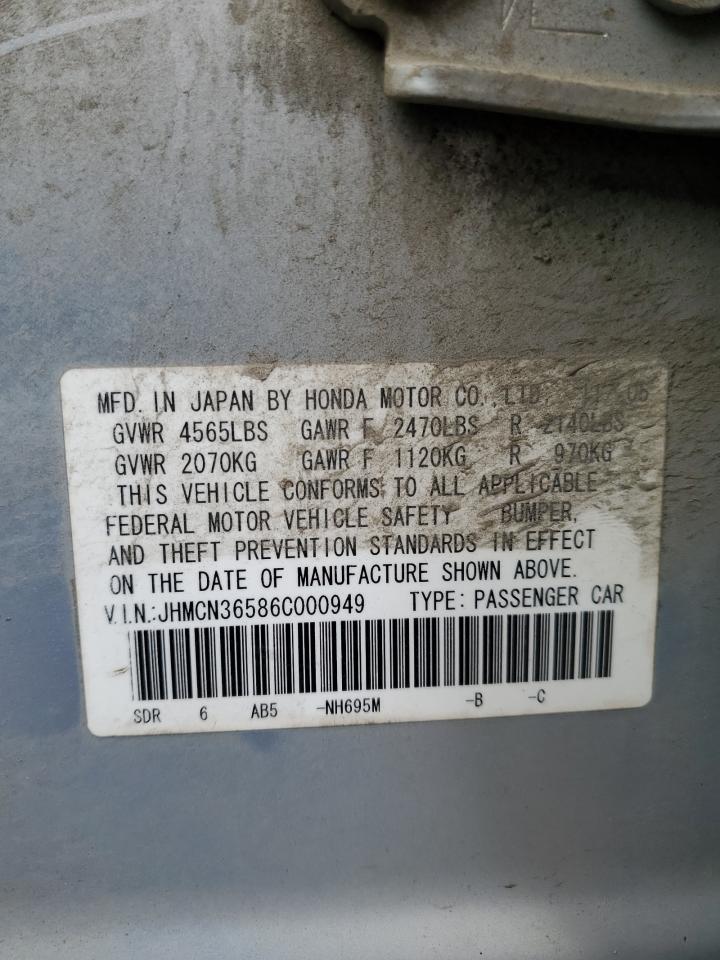 MFD. IN JAPAN BY HONDA MOTOR CO.,LTD. 11/05
GVWR 4565LBS GAWR F 2470LBS R 2140LBS
GVWR 2070KG GAWR F 1120KG R 970KG
THIS VEHICLE CONFORMS TO ALL APPLICABLE
FEDERAL MOTOR VEHICLE SAFETY BUMPER,
AND THEFT PREVENTION STANDARDS IN EFFECT
ON THE DATE OF MANUFACTURE SHOWN ABOVE.
V.I.N.:JHMCN36586C000949 TYPE: PASSENGER CAR
SDR 6 AB5 -NH695M -B -C